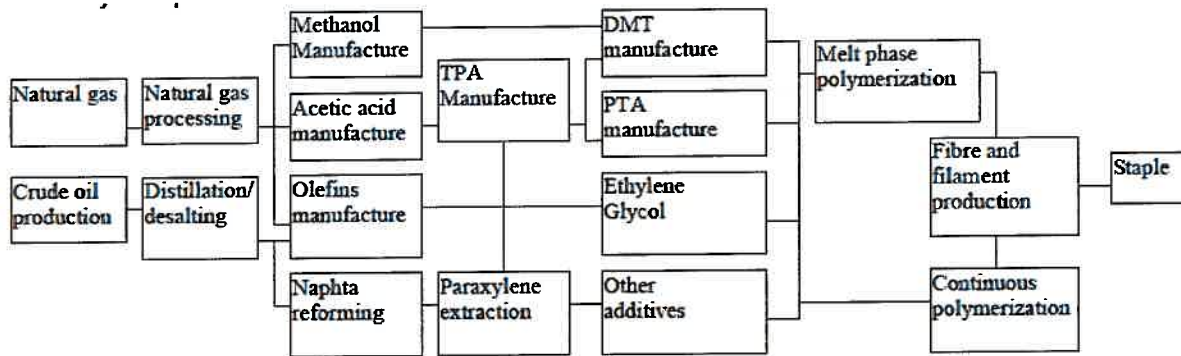 Methanol
Manufacture
DMT
manufacture
Melt phase
polymerization
TPA
Manufacture
Natural gas
Natural gas
processing
Acetic acid
manufacture
PTA
manufacture
Fibre and
filament
production
Staple
Crude oil
production
Distillation/
desalting
Olefins
manufacture
Ethylene
Glycol
Naphta
reforming
Paraxylene
extraction
Other
additives
Continuous
polymerization